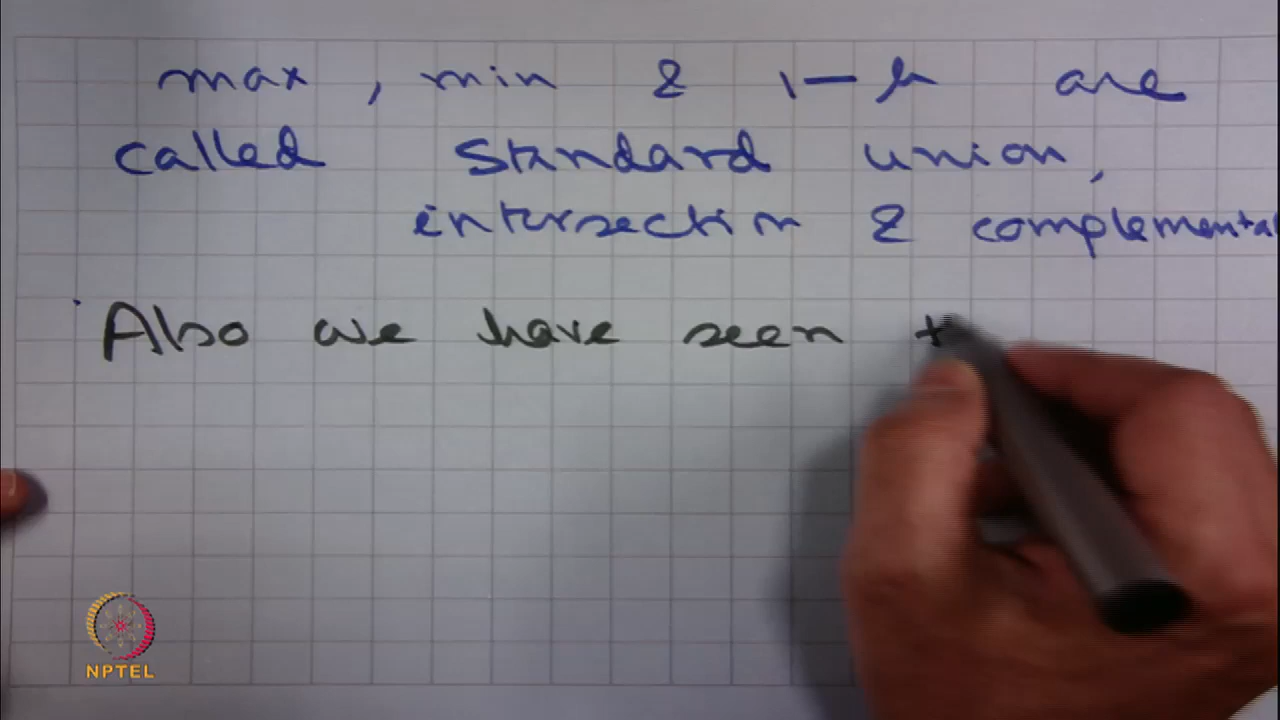 max, min & 1-μ are
called standard union,
intersection & complementa
Also we have seen t
NPTEL